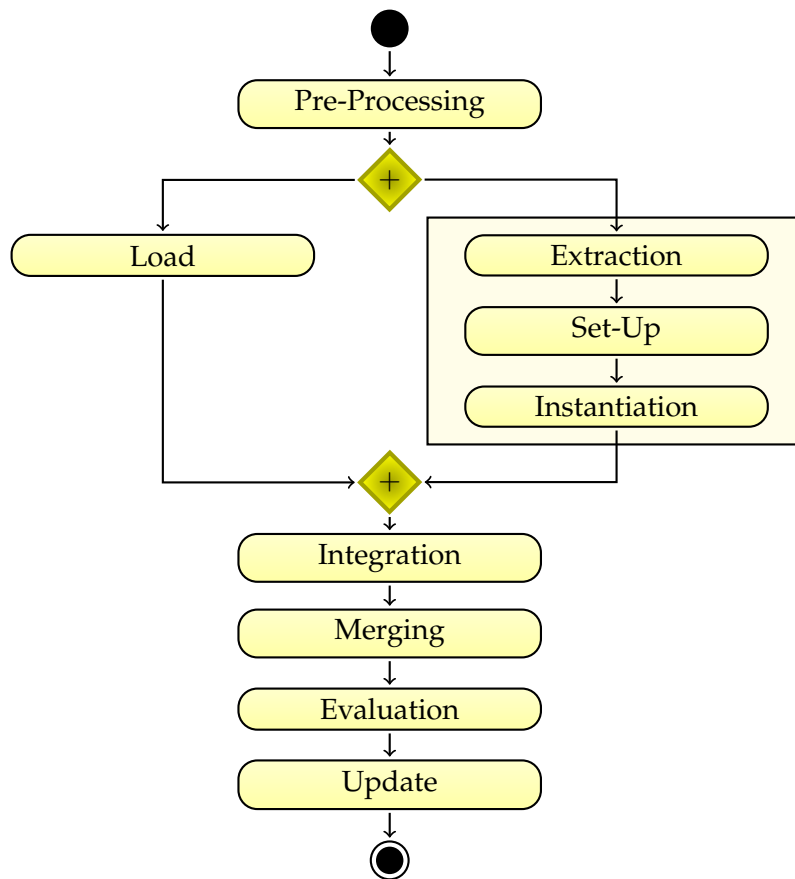 Pre-Processing
+
Load
Extraction
Set-Up
Instantiation
+
Integration
Merging
Evaluation
Update